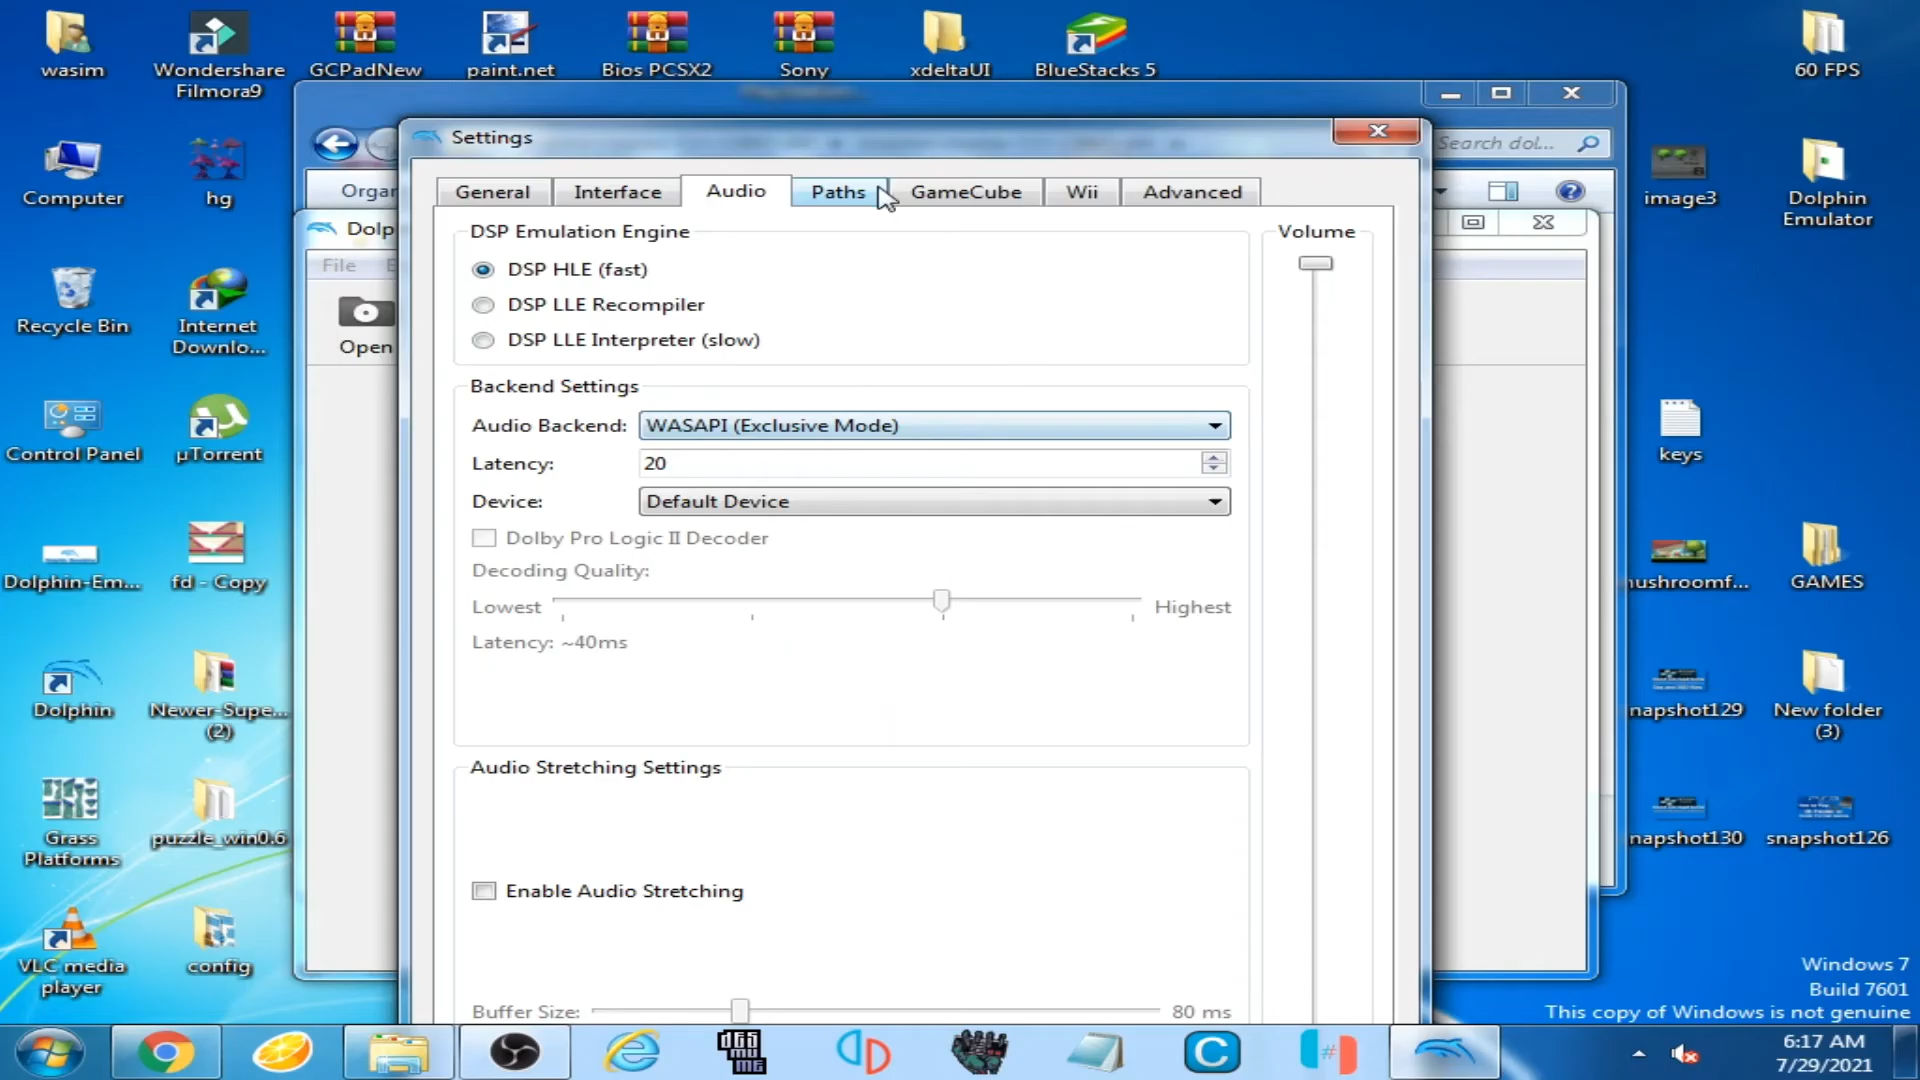 wasim
Wondershare
Filmora9
GCPadNew
paint.net
Bios PCSX2
Sony
xdeltaUI
BlueStacks 5
60 FPS
Computer
hg
Settings
Search dol...
Organ
image3
Dolphin
Emulator
General
Interface
Audio
Paths
GameCube
Wii
Advanced
Dolp
File
E
Open
DSP Emulation Engine
DSP HLE (fast)
DSP LLE Recompiler
DSP LLE Interpreter (slow)
Volume
Recycle Bin
Internet
Downlo...
Backend Settings
Audio Backend:
WASAPI (Exclusive Mode)
Latency:
20
Device:
Default Device
Dolby Pro Logic II Decoder
Decoding Quality:
Lowest
Highest
Latency: ~40ms
Control Panel
µTorrent
keys
Dolphin-Em...
fd - Copy
nushroomf...
GAMES
Dolphin
Newer-Supe...
(2)
napshot129
New folder
(3)
Audio Stretching Settings
Enable Audio Stretching
Buffer Size:
80 ms
Grass
Platforms
puzzle_win0.6
napshot130
snapshot126
VLC media
player
config
Windows 7
Build 7601
This copy of Windows is not genuine
6:17 AM
7/29/2021